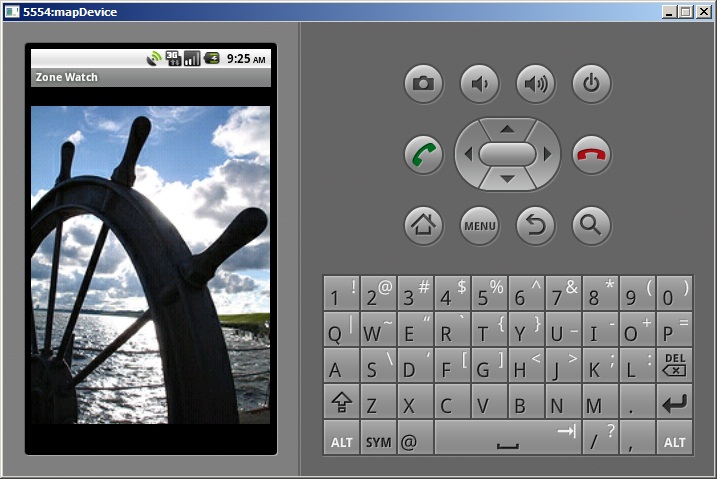 5554:mapDevice
3G
9:25 AM
Zone Watch
MENU
1 ! 2 @ 3 # 4 $ 5 % 6 ^ 7 & 8 * 9 ( 0 )
Q | W ~ E “ R ` T { Y } U _ I - O + P =
A S \ D ‘ F [ G ] H < J > K ; L : DEL
Z X C V B N M .
ALT SYM @ / ? , ALT